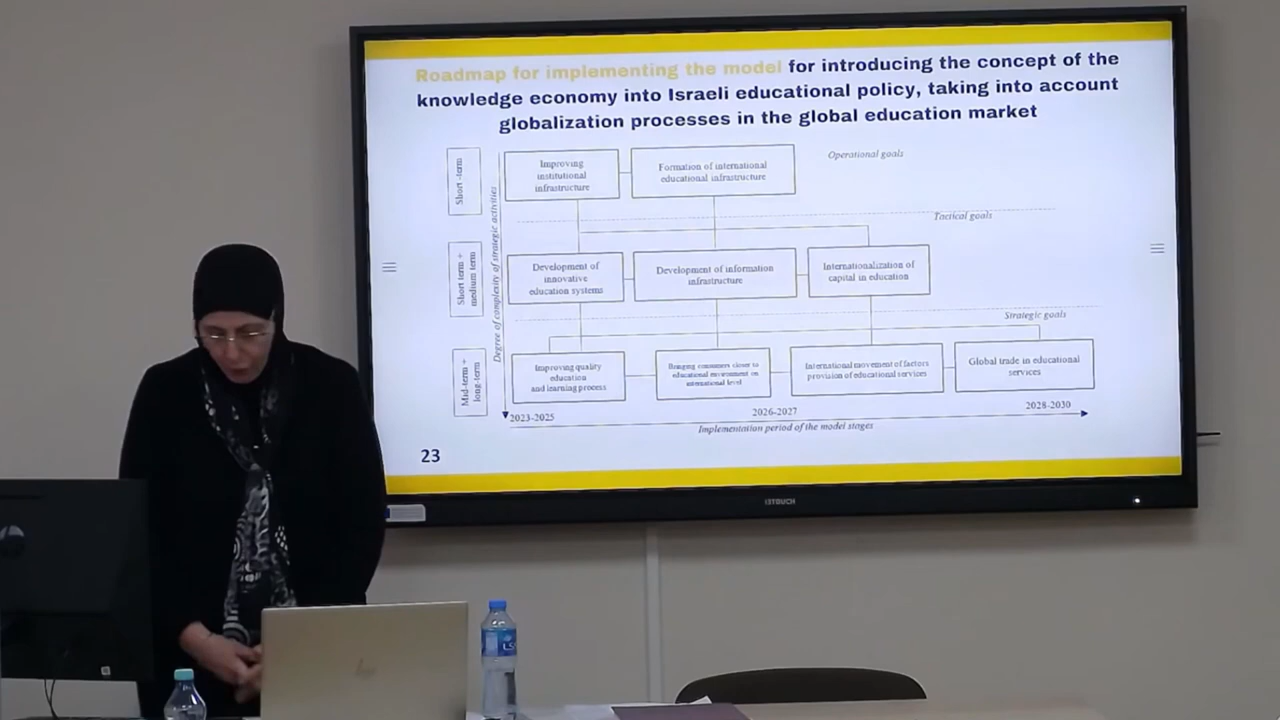 Roadmap for implementing the model for introducing the concept of the
knowledge economy into Israeli educational policy, taking into account
globalization processes in the global education market
Short -term
Improving
institutional
infrastructure
Formation of international
educational infrastructure
Operational goals
Degree of complexity of strategic activities
Tactical goals
Short term +
medium term
Development of
innovative
education systems
Development of information
infrastructure
Internationalization of
capital in education
Strategic goals
Mid-term +
long-term
Improving quality
education
and learning process
Bringing consumers closer to
educational environment on
international level
International movement of factors
provision of educational services
Global trade in educational
services
2023-2025
2026-2027
2028-2030
Implementation period of the model stages
23